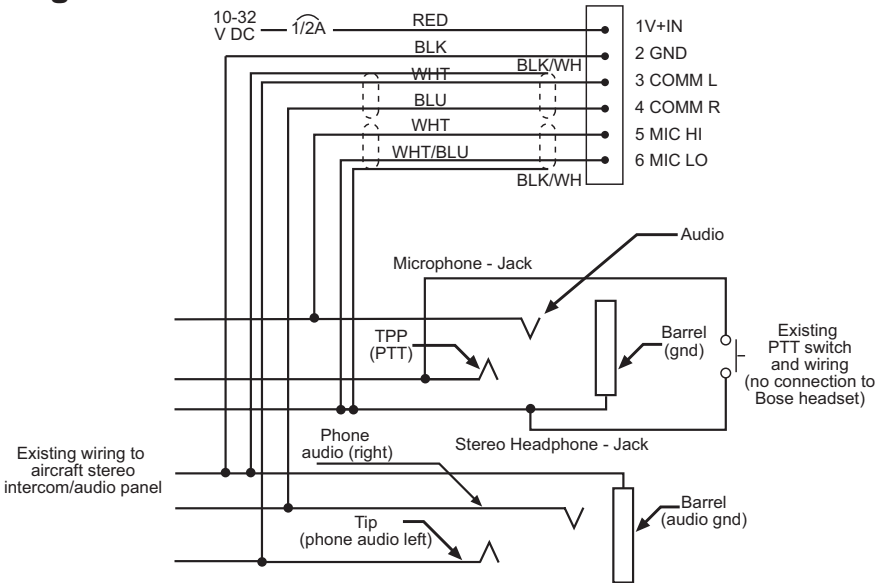 10-32
V DC
1/2A
RED
1V+IN
BLK
2 GND
BLK/WH
WHT
3 COMM L
BLU
4 COMM R
WHT
5 MIC HI
WHT/BLU
6 MIC LO
BLK/WH
Audio
Microphone - Jack
TPP
(PTT)
Barrel
(gnd)
Existing
PTT switch
and wiring
(no connection to
Bose headset)
Phone
audio (right)
Stereo Headphone - Jack
Existing wiring to
aircraft stereo
intercom/audio panel
Tip
(phone audio left)
Barrel
(audio gnd)